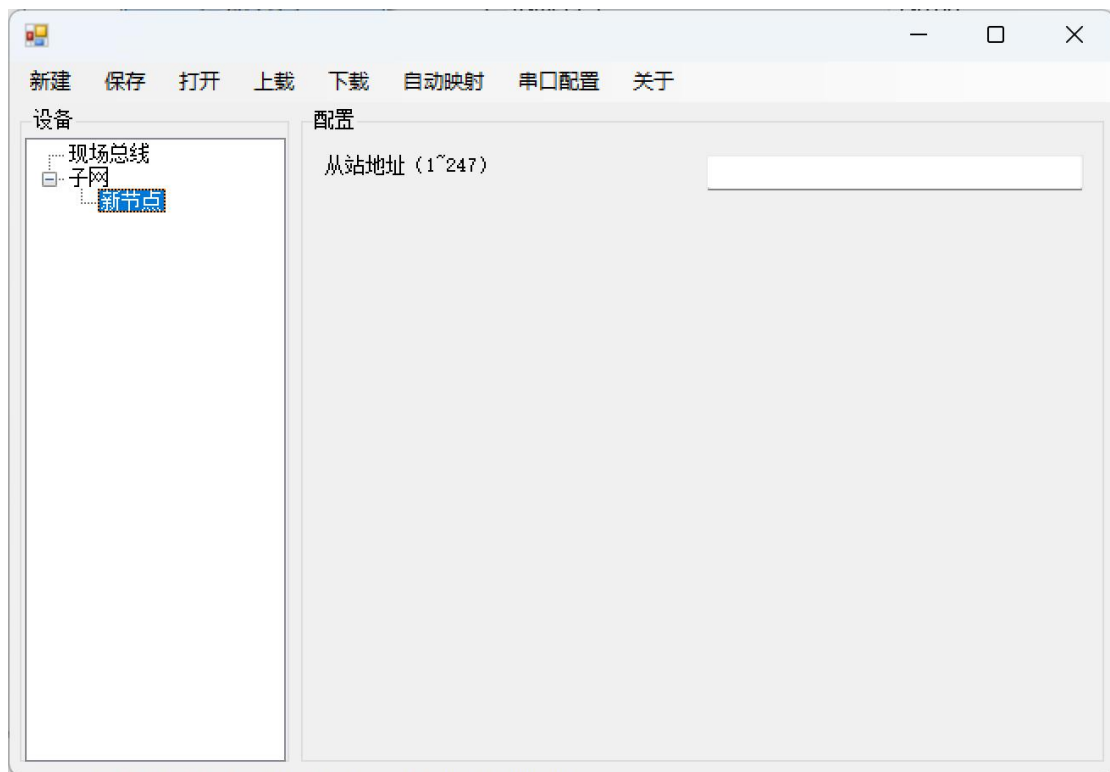 新建 保存 打开 上载 下载 自动映射 串口配置 关于
设备
现场总线
子网
新节点
配置
从站地址（1~247）